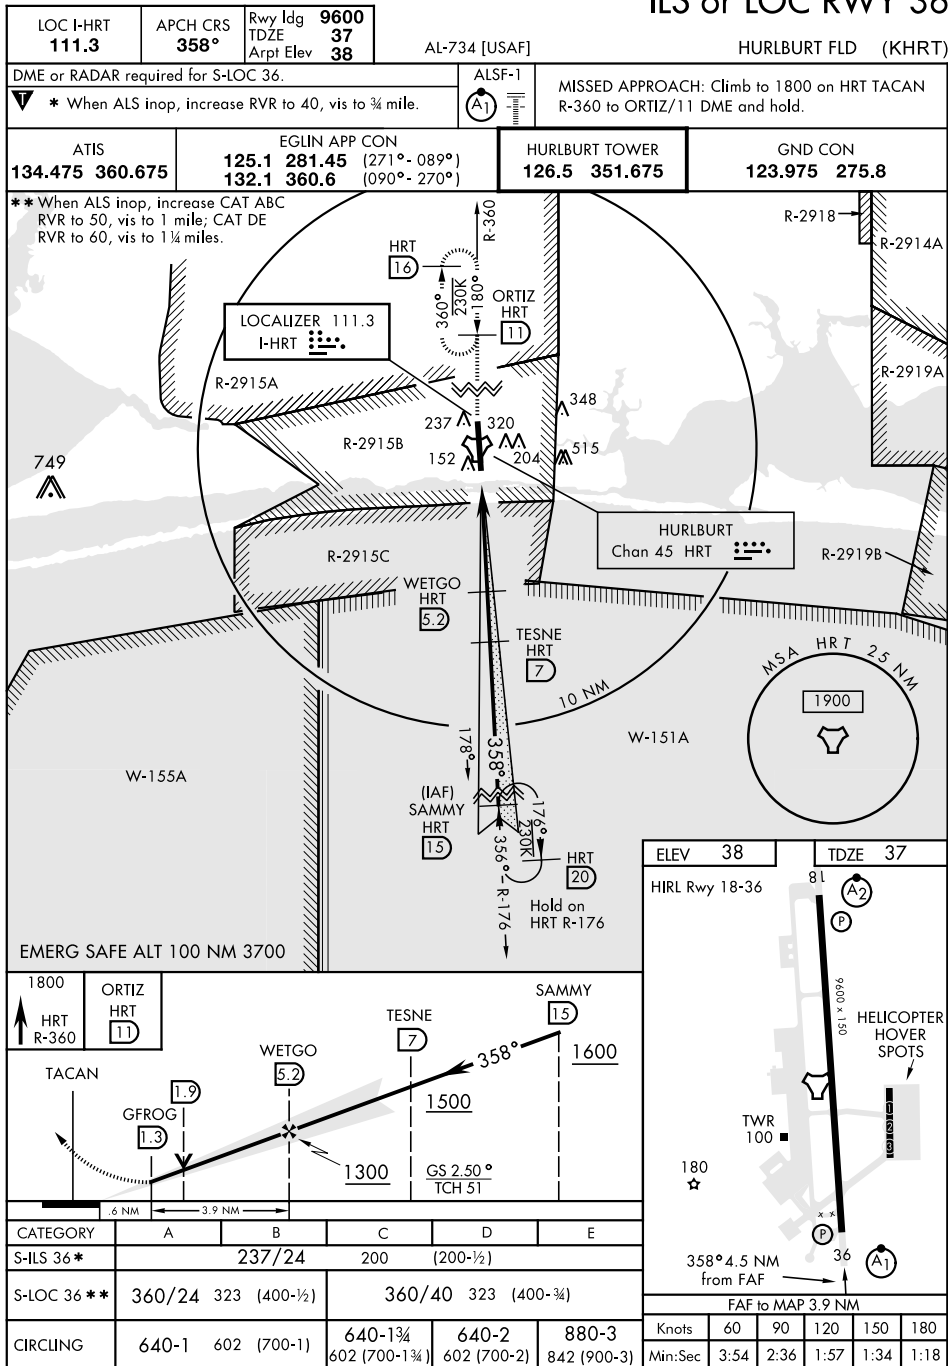 ILS or LOC RWY 36
LOC I-HRT
111.3
APCH CRS
358°
Rwy ldg 9600
TDZE 37
Arpt Elev 38
AL-734 [USAF]
HURLBURT FLD (KHRT)
DME or RADAR required for S-LOC 36.
T * When ALS inop, increase RVR to 40, vis to ¾ mile.
ALSF-1
A1
MISSED APPROACH: Climb to 1800 on HRT TACAN
R-360 to ORTIZ/11 DME and hold.
ATIS
134.475 360.675
EGLIN APP CON
125.1 281.45 (271°- 089°)
132.1 360.6 (090°- 270°)
HURLBURT TOWER
126.5 351.675
GND CON
123.975 275.8
** When ALS inop, increase CAT ABC
RVR to 50, vis to 1 mile; CAT DE
RVR to 60, vis to 1¼ miles.
R-360
R-2918
R-2914A
HRT
16
360°
230K
180°
ORTIZ
HRT
11
LOCALIZER 111.3
I-HRT
R-2915A
R-2919A
237
320
348
R-2915B
152
204
515
749
HURLBURT
Chan 45 HRT
R-2915C
R-2919B
WETGO
HRT
5.2
TESNE
HRT
7
10 NM
MSA HRT 25 NM
1900
178°
358°
W-151A
W-155A
(IAF)
SAMMY
HRT
15
176°
230K
356° - R-176
HRT
20
Hold on
HRT R-176
EMERG SAFE ALT 100 NM 3700
ELEV 38
TDZE 37
HIRL Rwy 18-36
18
A2
P
9600 x 150
HELICOPTER
HOVER
SPOTS
1
2
3
TWR
100
180
x x
P
36
A1
358° 4.5 NM
from FAF
1800
HRT
R-360
ORTIZ
HRT
11
SAMMY
15
TESNE
7
358°
1600
WETGO
5.2
TACAN
1.9
GFROG
1.3
1500
1300
GS 2.50°
TCH 51
.6 NM
3.9 NM
CATEGORY A B C D E
S-ILS 36* 237/24 200 (200-½)
S-LOC 36** 360/24 323 (400-½) 360/40 323 (400-¾)
CIRCLING 640-1 602 (700-1) 640-1¾ 602 (700-1¾) 640-2 602 (700-2) 880-3 842 (900-3)
FAF to MAP 3.9 NM
Knots 60 90 120 150 180
Min:Sec 3:54 2:36 1:57 1:34 1:18